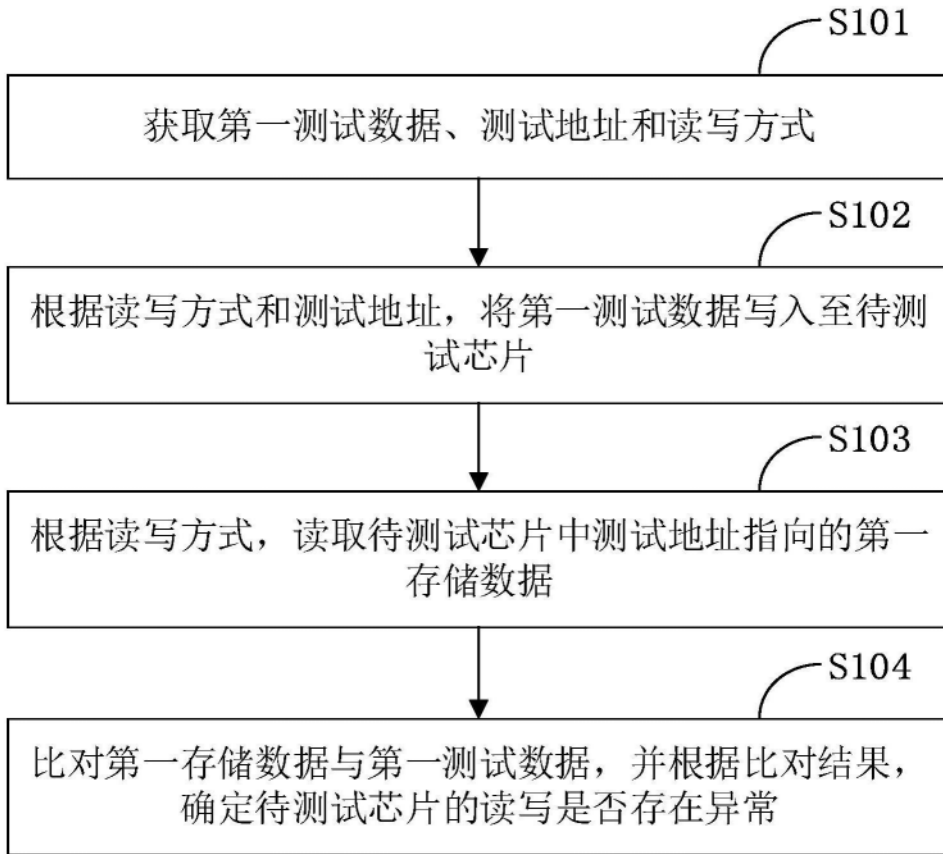 S101
获取第一测试数据、测试地址和读写方式
S102
根据读写方式和测试地址，将第一测试数据写入至待测
试芯片
S103
根据读写方式，读取待测试芯片中测试地址指向的第一
存储数据
S104
比对第一存储数据与第一测试数据，并根据比对结果，
确定待测试芯片的读写是否存在异常